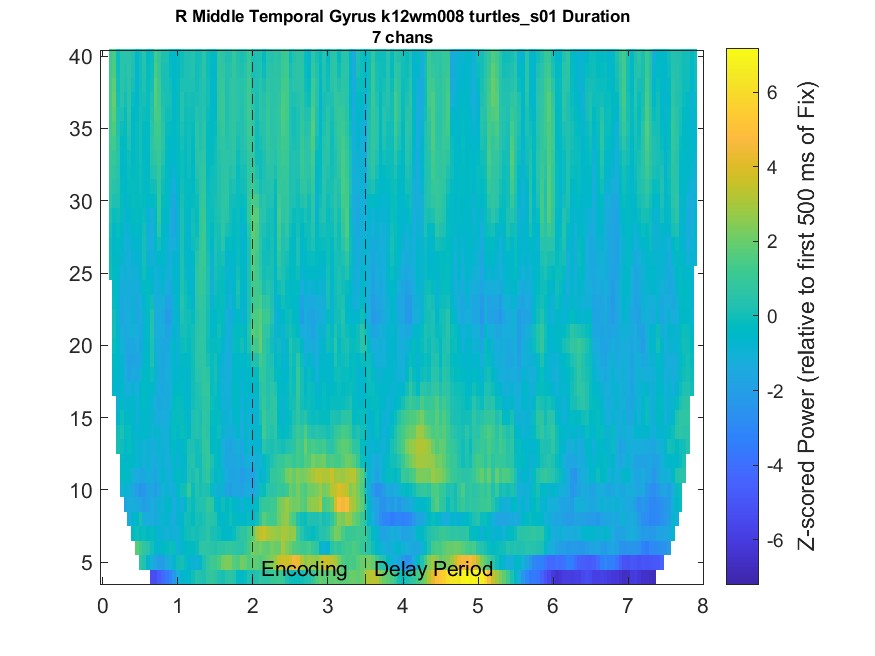 R Middle Temporal Gyrus k12wm008 turtles_s01 Duration
7 chans
40
35
30
25
20
15
10
5
Encoding
Delay Period
0 1 2 3 4 5 6 7 8
6
4
2
0
-2
-4
-6
Z-scored Power (relative to first 500 ms of Fix)